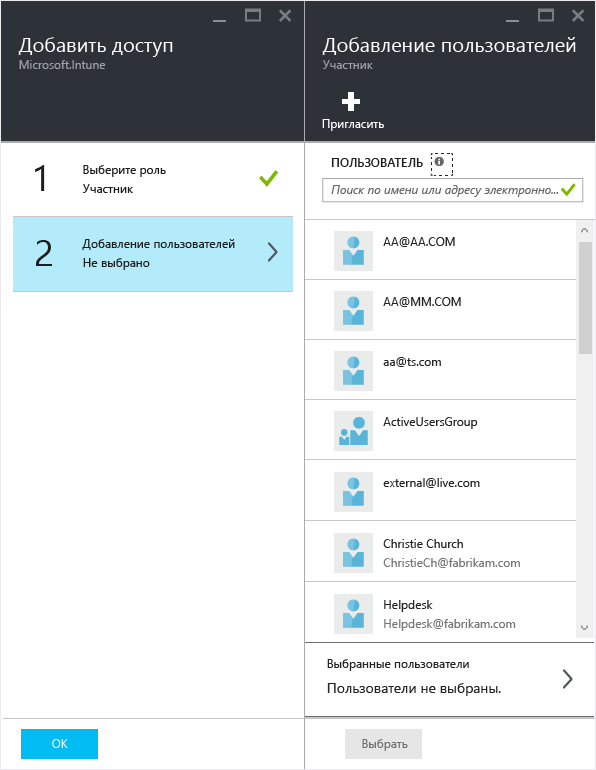 Добавить доступ
Microsoft.Intune
1
Выберите роль
Участник
2
Добавление пользователей
Не выбрано
ОК
Добавление пользователей
Участник
Пригласить
ПОЛЬЗОВАТЕЛЬ
Поиск по имени или адресу электронно...
AA@AA.COM
AA@MM.COM
aa@ts.com
ActiveUsersGroup
external@live.com
Christie Church
ChristieCh@fabrikam.com
Helpdesk
Helpdesk@fabrikam.com
Выбранные пользователи
Пользователи не выбраны.
Выбрать